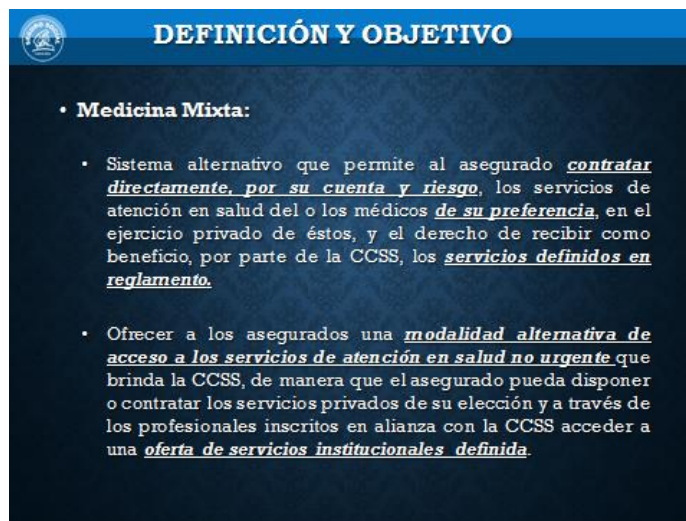 DEFINICIÓN Y OBJETIVO
• Medicina Mixta:
• Sistema alternativo que permite al asegurado contratar
directamente, por su cuenta y riesgo, los servicios de
atención en salud del o los médicos de su preferencia, en el
ejercicio privado de éstos, y el derecho de recibir como
beneficio, por parte de la CCSS, los servicios definidos en
reglamento.
• Ofrecer a los asegurados una modalidad alternativa de
acceso a los servicios de atención en salud no urgente que
brinda la CCSS, de manera que el asegurado pueda disponer
o contratar los servicios privados de su elección y a través de
los profesionales inscritos en alianza con la CCSS acceder a
una oferta de servicios institucionales definida.